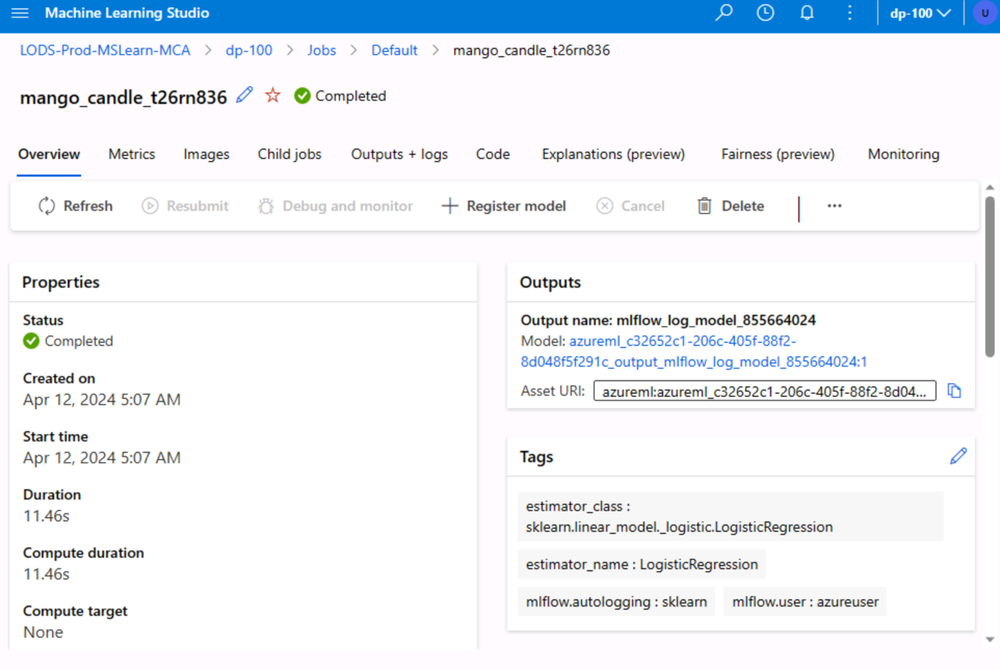 Machine Learning Studio
dp-100
U
LODS-Prod-MSLearn-MCA > dp-100 > Jobs > Default > mango_candle_t26rn836
mango_candle_t26rn836 Completed
Overview Metrics Images Child jobs Outputs + logs Code Explanations (preview) Fairness (preview) Monitoring
Refresh Resubmit Debug and monitor + Register model Cancel Delete | ...
Properties
Status
Completed
Created on
Apr 12, 2024 5:07 AM
Start time
Apr 12, 2024 5:07 AM
Duration
11.46s
Compute duration
11.46s
Compute target
None
Outputs
Output name: mlflow_log_model_855664024
Model: azureml_c32652c1-206c-405f-88f2-
8d048f5f291c_output_mlflow_log_model_855664024:1
Asset URI: azureml:azureml_c32652c1-206c-405f-88f2-8d04...
Tags
estimator_class :
sklearn.linear_model._logistic.LogisticRegression
estimator_name : LogisticRegression
mlflow.autologging : sklearn mlflow.user : azureuser